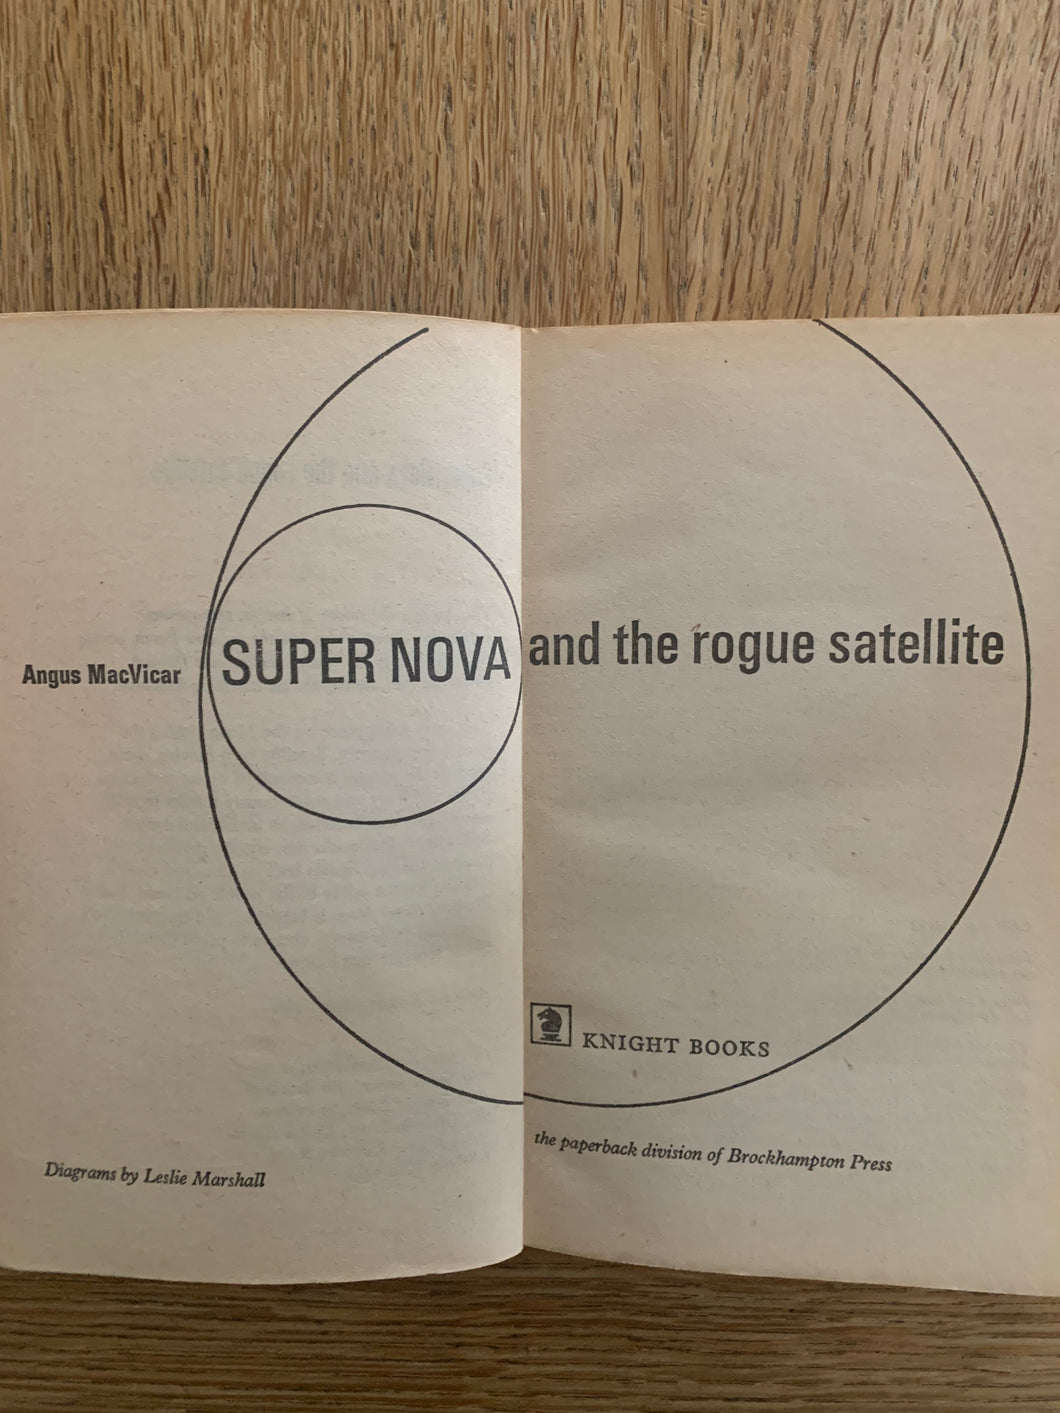 Angus MacVicar
SUPER NOVA and the rogue satellite
KNIGHT BOOKS
the paperback division of Brockhampton Press
Diagrams by Leslie Marshall